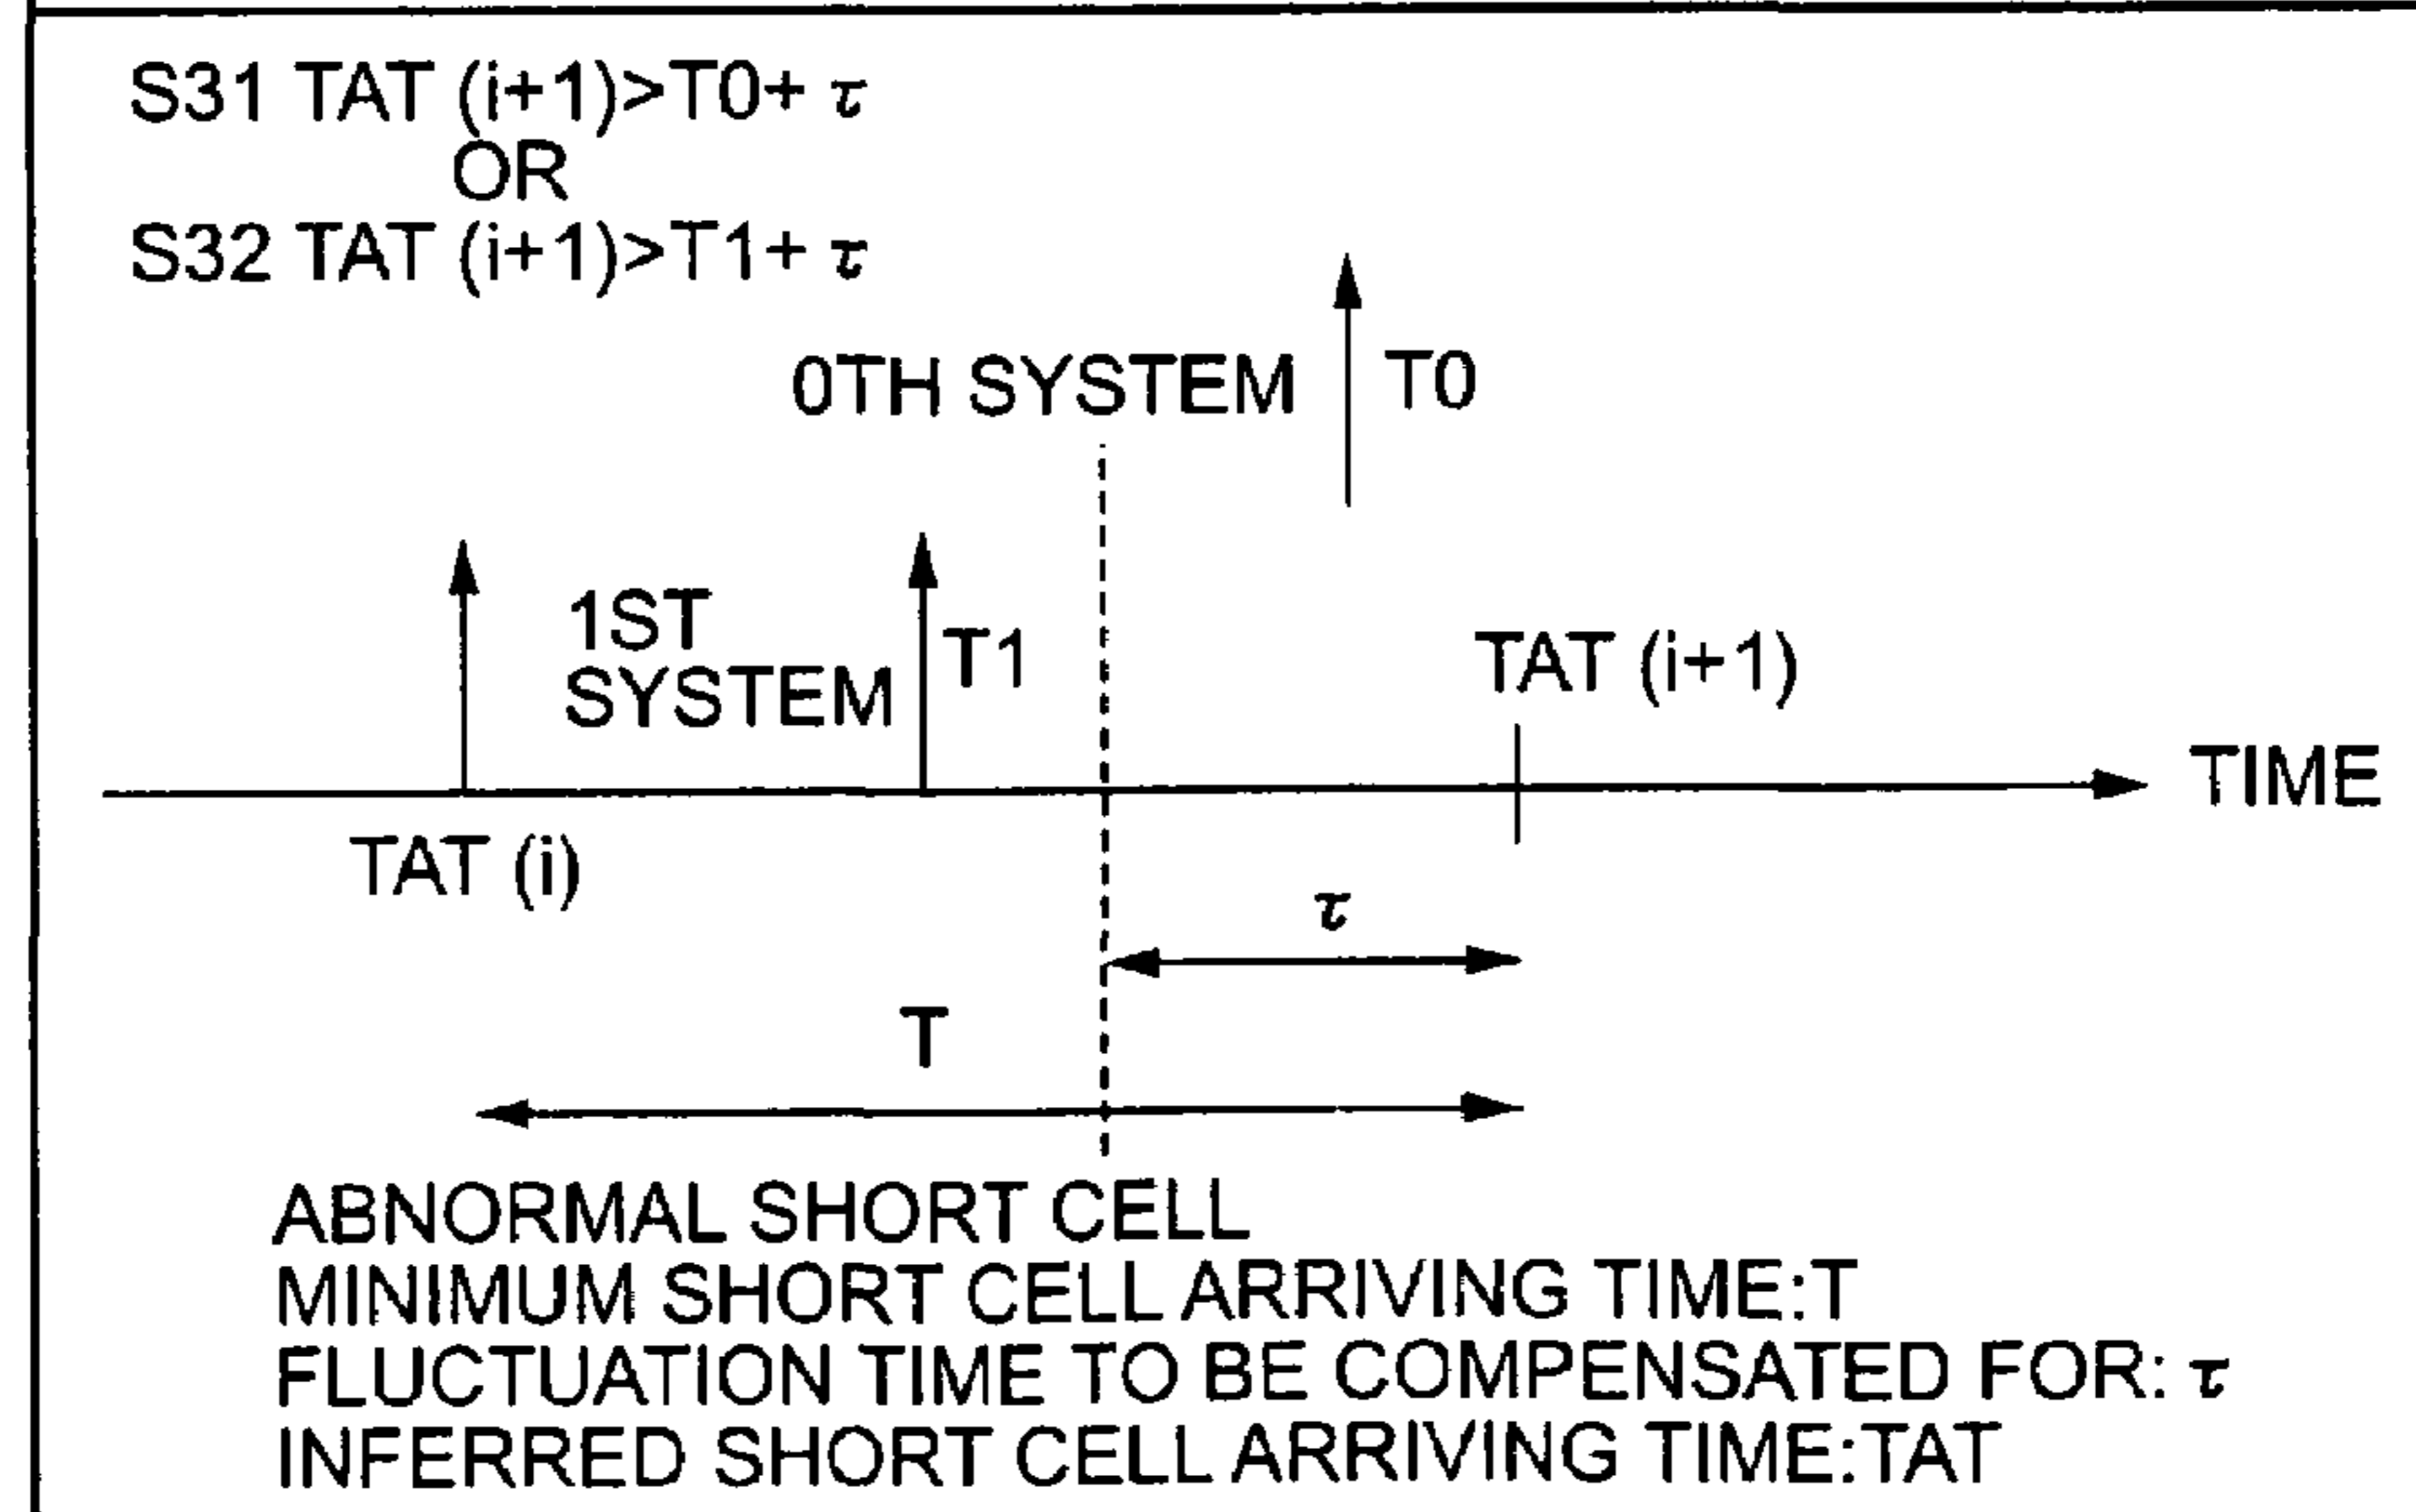 S31 TAT (i+1)>T0+ τ
OR
S32 TAT (i+1)>T1+ τ
0TH SYSTEM
T0
1ST
SYSTEM
T1
TAT (i+1)
TIME
TAT (i)
τ
T
ABNORMAL SHORT CELL
MINIMUM SHORT CELL ARRIVING TIME:T
FLUCTUATION TIME TO BE COMPENSATED FOR: τ
INFERRED SHORT CELL ARRIVING TIME:TAT